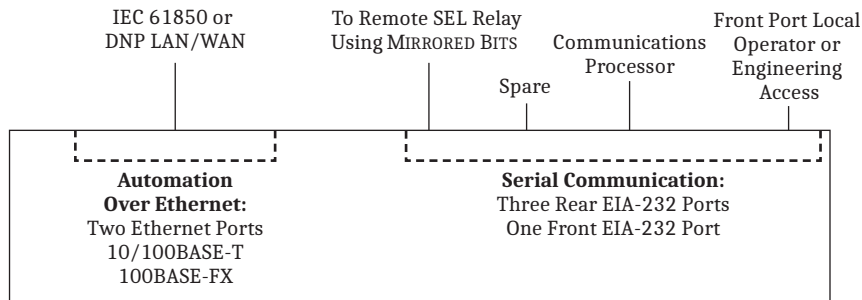 IEC 61850 or
DNP LAN/WAN
To Remote SEL Relay
Using MIRRORED BITS
Spare
Communications
Processor
Front Port Local
Operator or
Engineering
Access
Automation
Over Ethernet:
Two Ethernet Ports
10/100BASE-T
100BASE-FX
Serial Communication:
Three Rear EIA-232 Ports
One Front EIA-232 Port